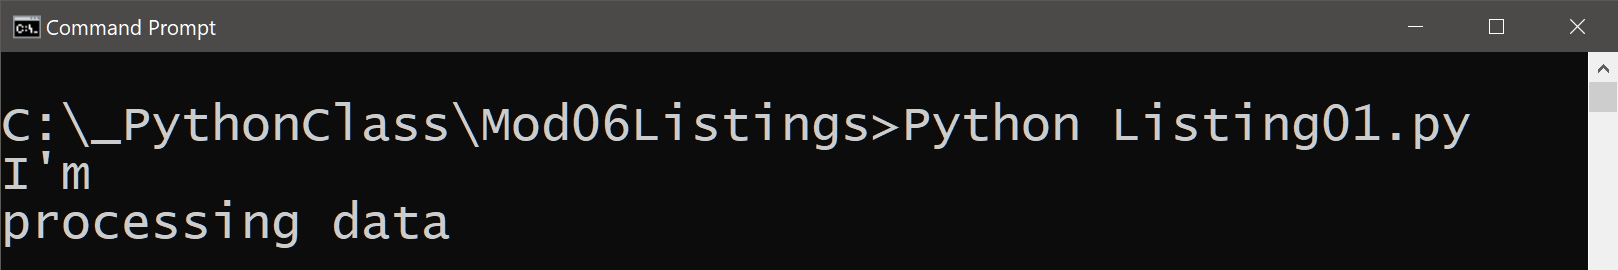 Command Prompt
C:\_PythonClass\Mod06Listings>Python Listing01.py
I'm
processing data